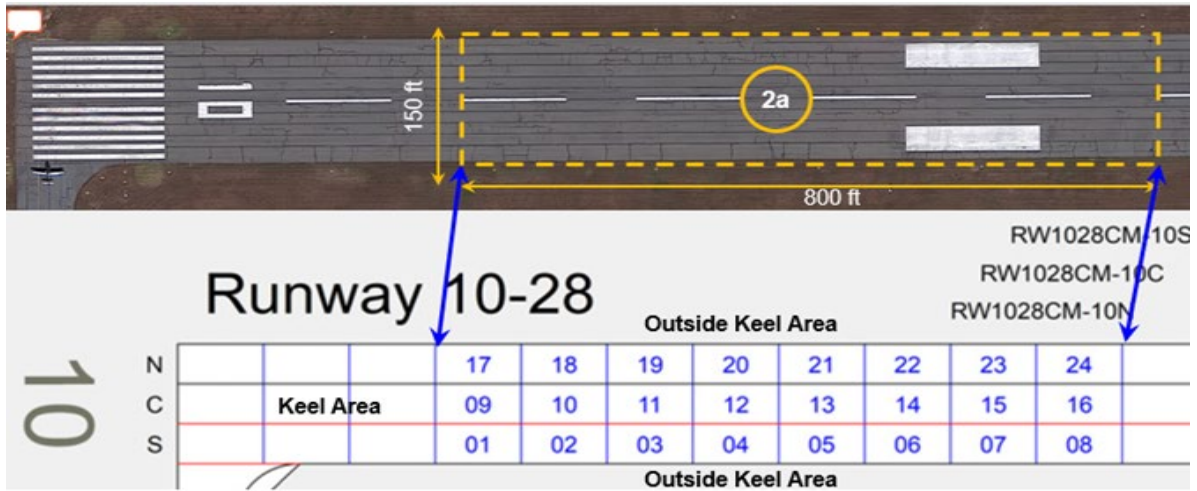 150 ft
2a
800 ft
RW1028CM-10S
RW1028CM-10C
RW1028CM-10N
Runway 10-28
Outside Keel Area
10
N 17 18 19 20 21 22 23 24
C Keel Area 09 10 11 12 13 14 15 16
S 01 02 03 04 05 06 07 08
Outside Keel Area